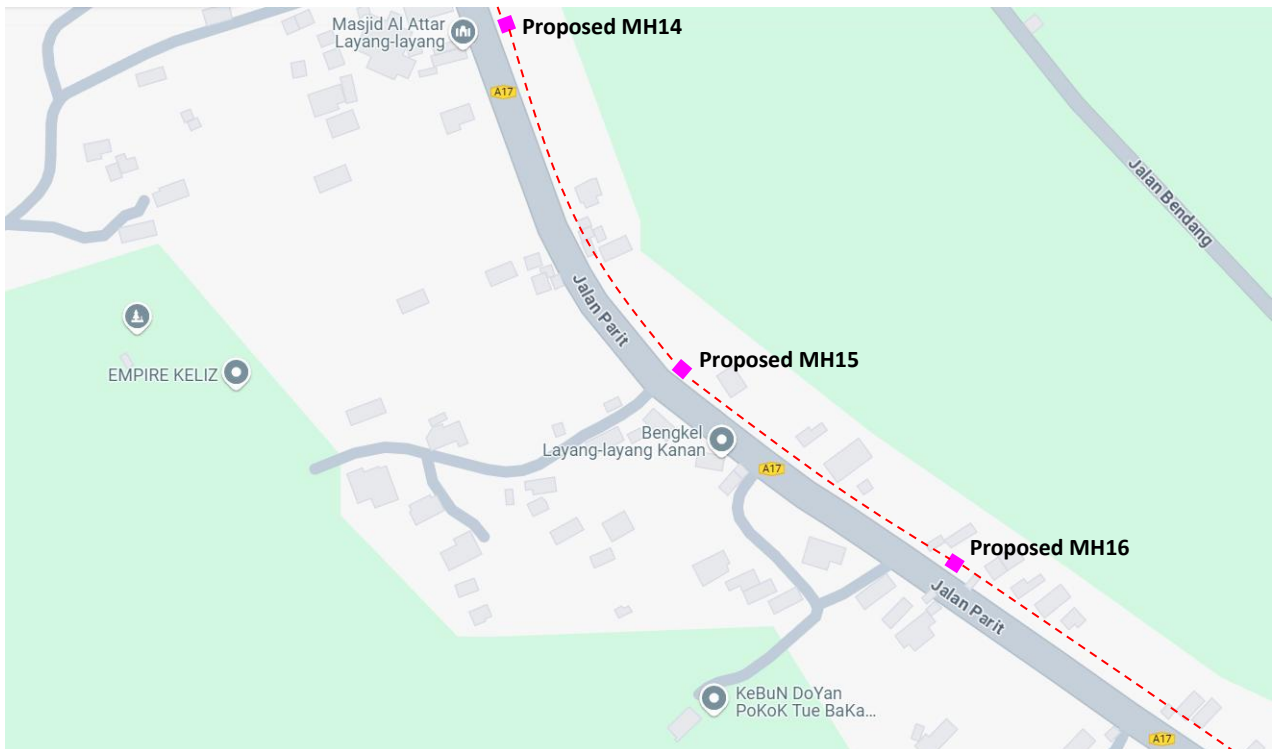 Masjid Al Attar
Layang-layang
Proposed MH14
A17
Jalan Bendang
Jalan Parit
EMPIRE KELIZ
Proposed MH15
Bengkel
Layang-layang Kanan
A17
Proposed MH16
Jalan Parit
KeBuN DoYan
PoKoK Tue BaKa...
A17